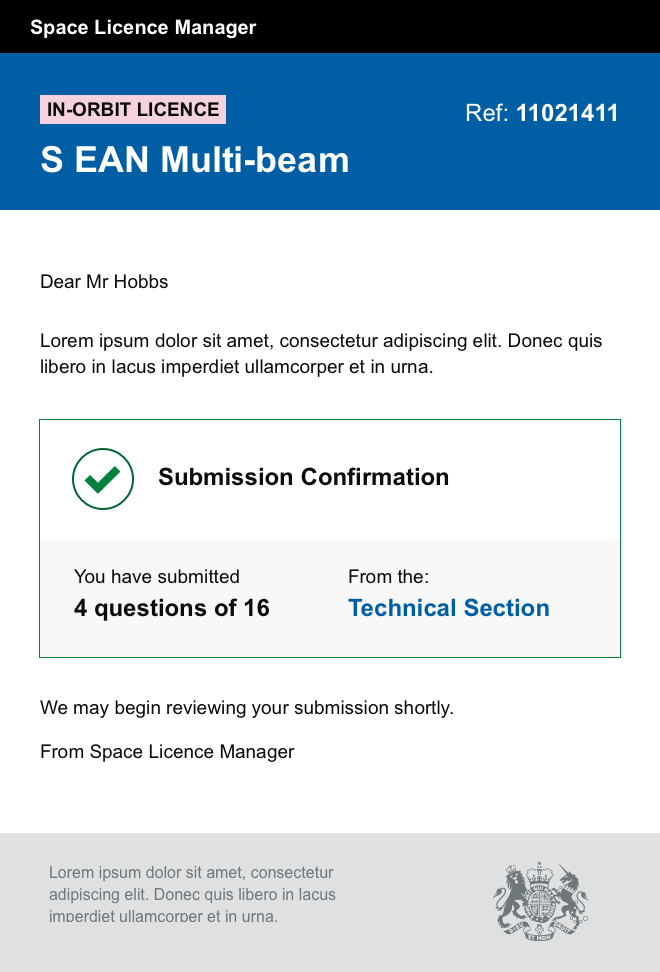 Space Licence Manager
IN-ORBIT LICENCE
Ref: 11021411
S EAN Multi-beam
Dear Mr Hobbs
Lorem ipsum dolor sit amet, consectetur adipiscing elit. Donec quis
libero in lacus imperdiet ullamcorper et in urna.
Submission Confirmation
You have submitted
4 questions of 16
From the:
Technical Section
We may begin reviewing your submission shortly.
From Space Licence Manager
Lorem ipsum dolor sit amet, consectetur
adipiscing elit. Donec quis libero in lacus
imperdiet ullamcorper et in urna.